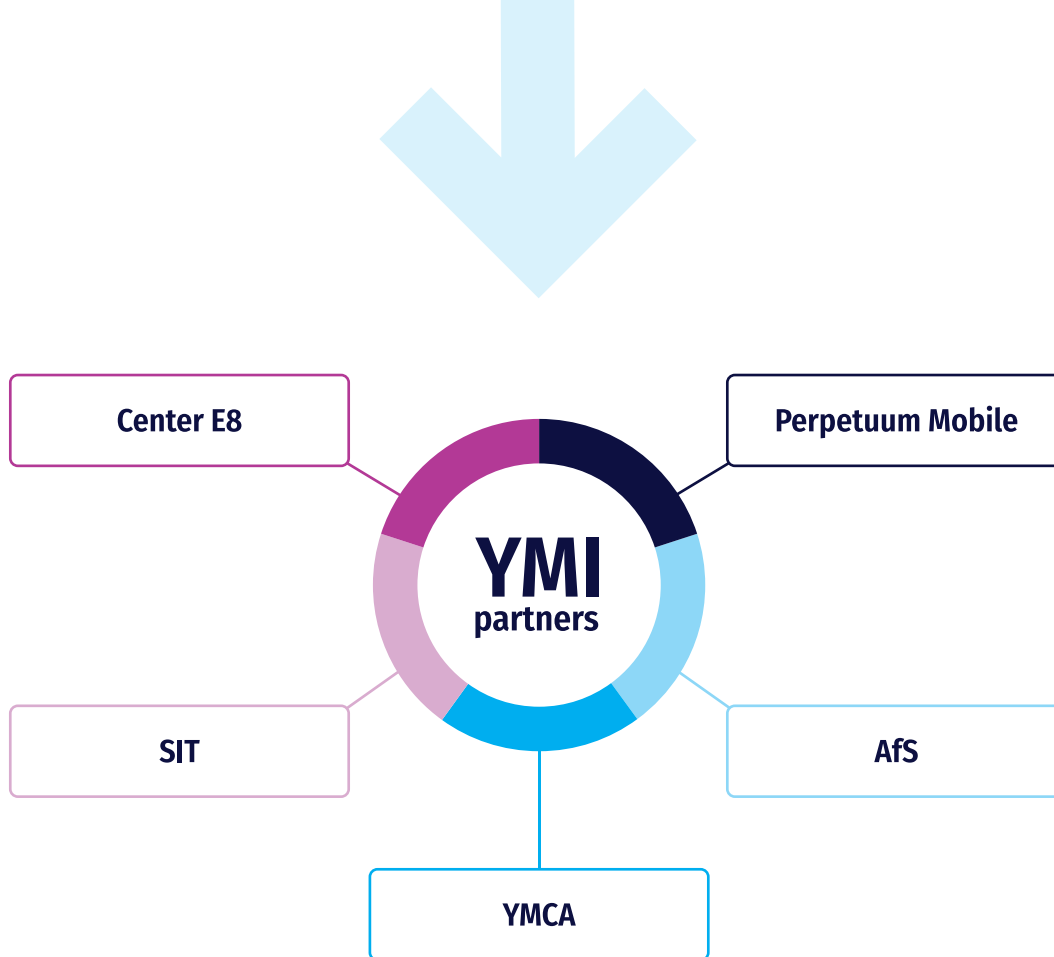 Center E8
Perpetuum Mobile
YMI
partners
SIT
AfS
YMCA